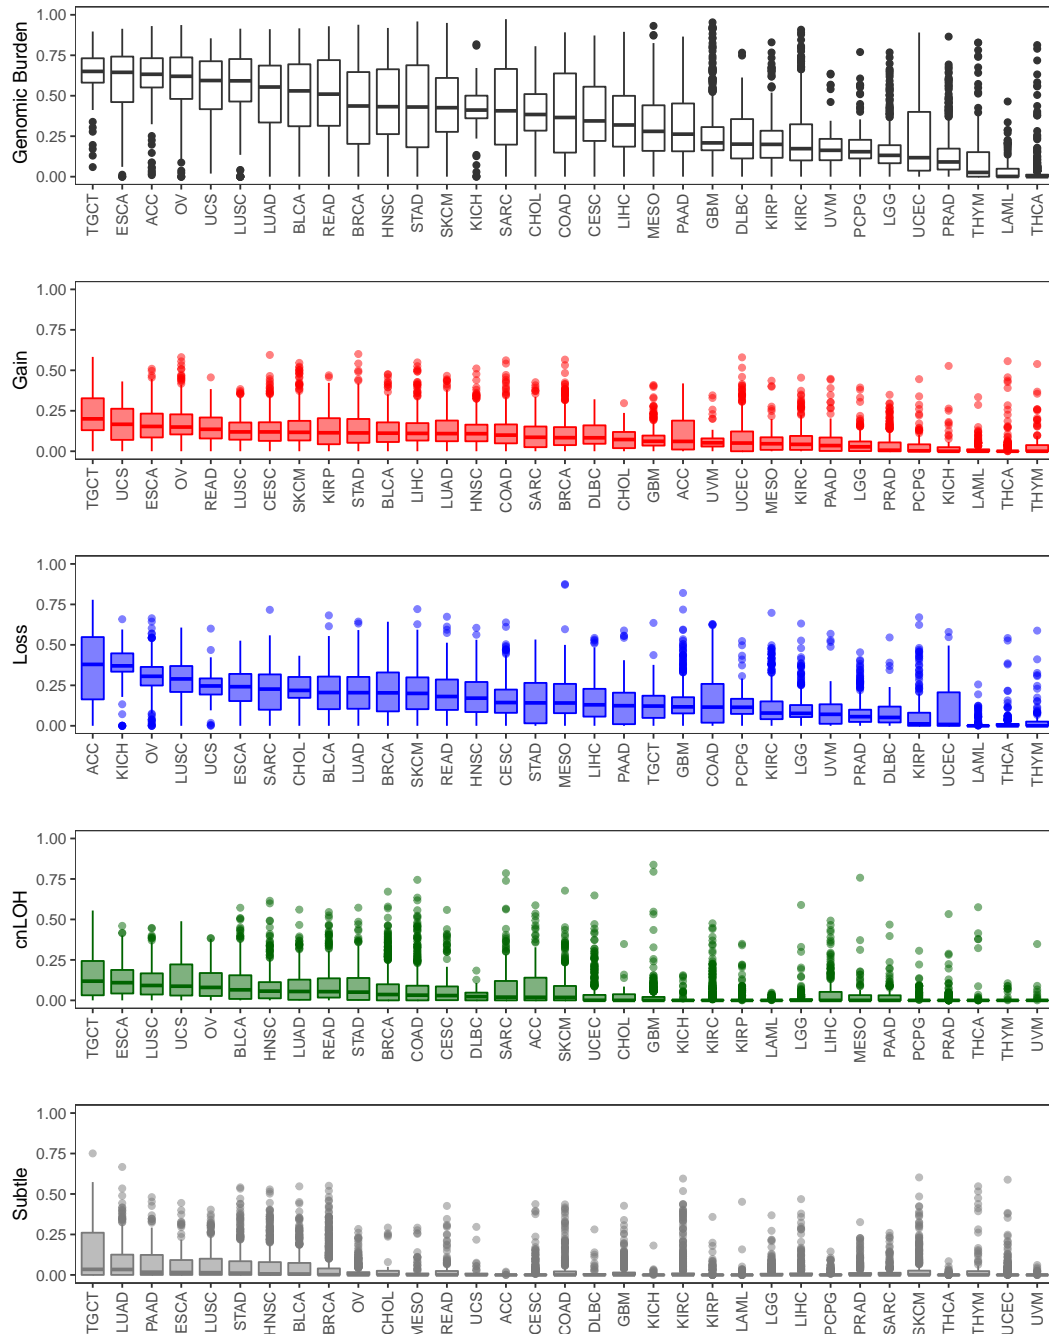 Genomic Burden
1.00
0.75
0.50
0.25
0.00
TGCT ESCA ACC OV UCS LUSC LUAD BLCA READ BRCA HNSC STAD SKCM KICH SARC CHOL COAD CESC LIHC MESO PAAD GBM DLBC KIRP KIRC UVM PCPG LGG UCEC PRAD THYM LAML THCA
Gain
1.00
0.75
0.50
0.25
0.00
TGCT UCS ESCA OV READ LUSC CESC SKCM KIRP STAD BLCA LIHC LUAD HNSC COAD SARC BRCA DLBC CHOL GBM ACC UVM UCEC MESO KIRC PAAD LGG PRAD PCPG KICH LAML THCA THYM
Loss
1.00
0.75
0.50
0.25
0.00
ACC KICH OV LUSC UCS ESCA SARC CHOL BLCA LUAD BRCA SKCM READ HNSC CESC STAD MESO LIHC PAAD TGCT GBM COAD PCPG KIRC LGG UVM PRAD DLBC KIRP UCEC LAML THCA THYM
cnLOH
1.00
0.75
0.50
0.25
0.00
TGCT ESCA LUSC UCS OV BLCA HNSC LUAD READ STAD BRCA COAD CESC DLBC SARC ACC SKCM UCEC CHOL GBM KICH KIRC KIRP LAML LGG LIHC MESO PAAD PCPG PRAD THCA THYM UVM
Subtle
1.00
0.75
0.50
0.25
0.00
TGCT LUAD PAAD ESCA LUSC STAD HNSC BLCA BRCA OV CHOL MESO READ UCS ACC CESC COAD DLBC GBM KICH KIRC KIRP LAML LGG LIHC PCPG PRAD SARC SKCM THCA THYM UCEC UVM